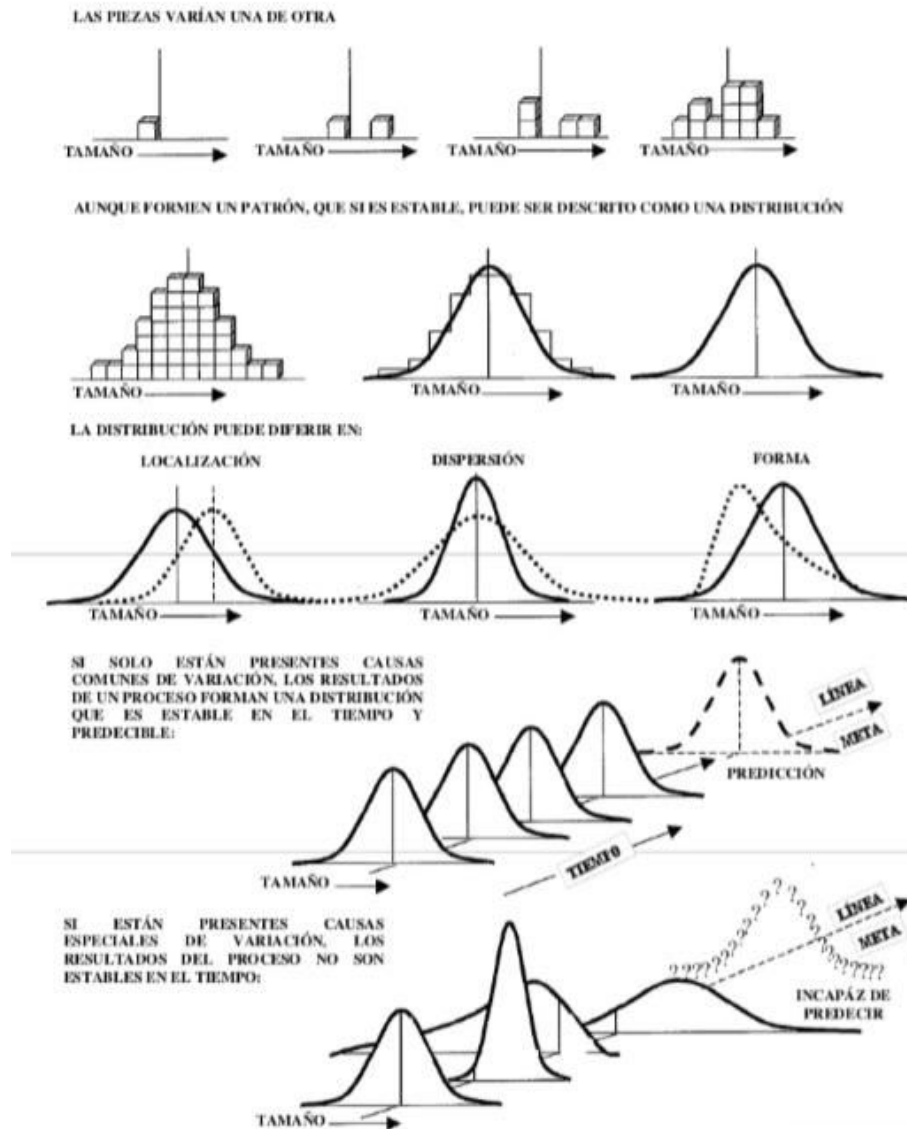 LAS PIEZAS VARÍAN UNA DE OTRA
TAMAÑO
TAMAÑO
TAMAÑO
TAMAÑO
AUNQUE FORMEN UN PATRÓN, QUE SI ES ESTABLE, PUEDE SER DESCRITO COMO UNA DISTRIBUCIÓN
TAMAÑO
TAMAÑO
TAMAÑO
LA DISTRIBUCIÓN PUEDE DIFERIR EN:
LOCALIZACIÓN
DISPERSIÓN
FORMA
TAMAÑO
TAMAÑO
TAMAÑO
SI SOLO ESTÁN PRESENTES CAUSAS
COMUNES DE VARIACIÓN, LOS RESULTADOS
DE UN PROCESO FORMAN UNA DISTRIBUCIÓN
QUE ES ESTABLE EN EL TIEMPO Y
PREDECIBLE:
LÍNEA
META
PREDICCIÓN
TIEMPO
TAMAÑO
SI ESTÁN PRESENTES CAUSAS
ESPECIALES DE VARIACIÓN, LOS
RESULTADOS DEL PROCESO NO SON
ESTABLES EN EL TIEMPO:
LÍNEA
META
INCAPÁZ DE
PREDECIR
TAMAÑO